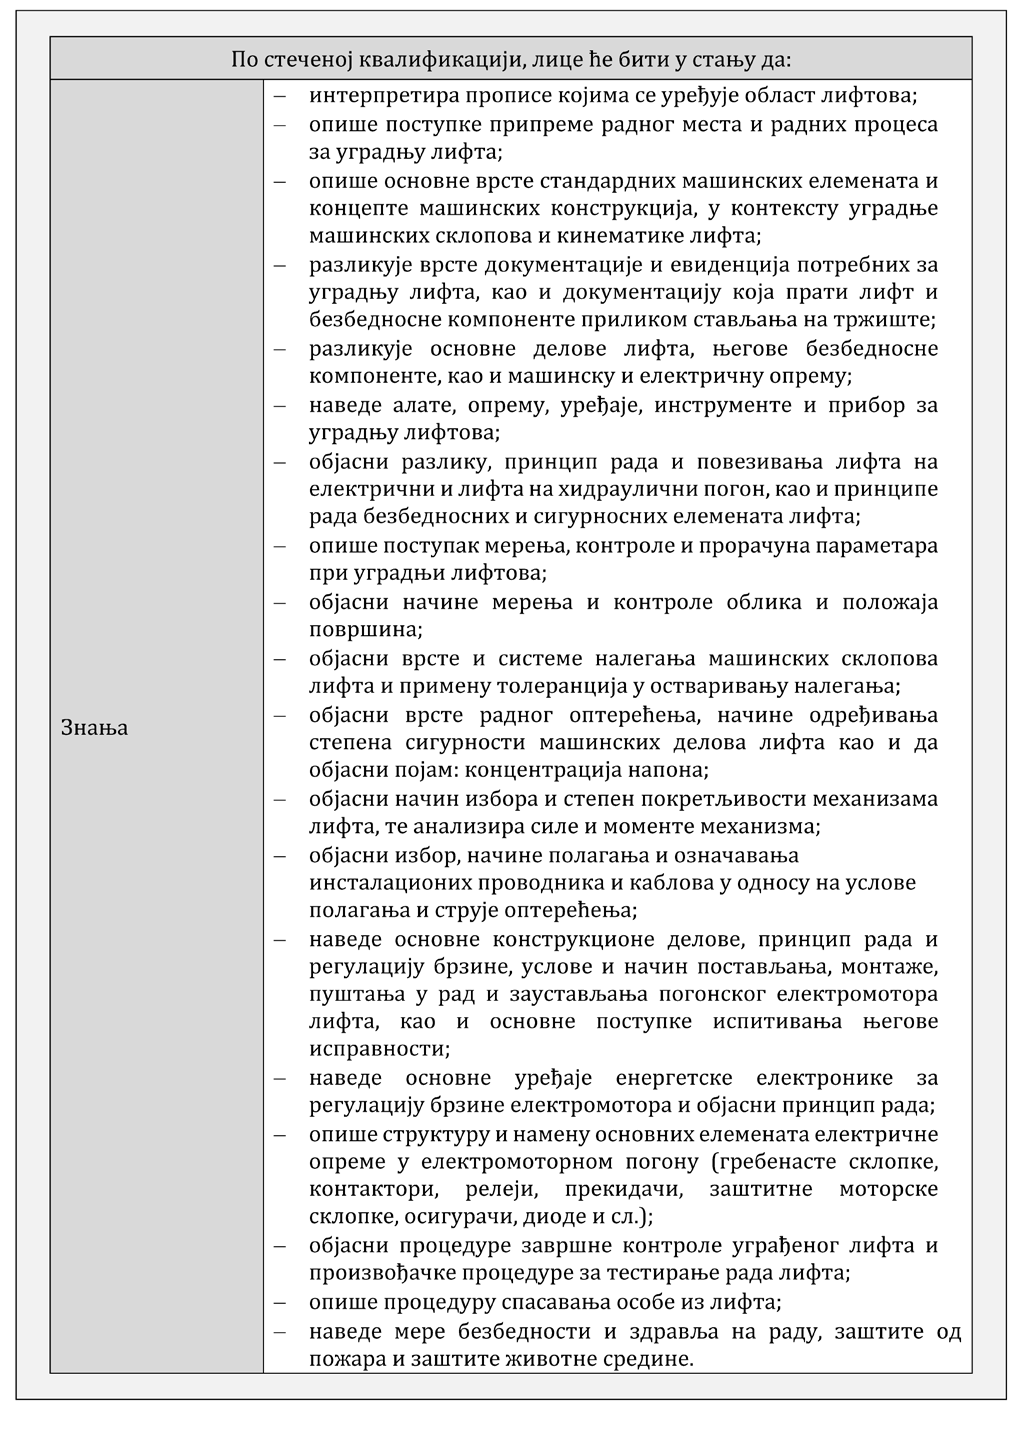 По стеченој квалификацији, лице ће бити у стању да:
Знања
– интерпретира прописе којима се уређује област лифтова;
– опише поступке припреме радног места и радних процеса
за уградњу лифта;
– опише основне врсте стандардних машинских елемената и
концепте машинских конструкција, у контексту уградње
машинских склопова и кинематике лифта;
– разликује врсте документације и евиденција потребних за
уградњу лифта, као и документацију која прати лифт и
безбедносне компоненте приликом стављања на тржиште;
– разликује основне делове лифта, његове безбедносне
компоненте, као и машинску и електричну опрему;
– наведе алате, опрему, уређаје, инструменте и прибор за
уградњу лифтова;
– објасни разлику, принцип рада и повезивања лифта на
електрични и лифта на хидраулични погон, као и принципе
рада безбедносних и сигурносних елемената лифта;
– опише поступак мерења, контроле и прорачуна параметара
при уградњи лифтова;
– објасни начине мерења и контроле облика и положаја
површина;
– објасни врсте и системе налегања машинских склопова
лифта и примену толеранција у остваривању налегања;
– објасни врсте радног оптерећења, начине одређивања
степена сигурности машинских делова лифта као и да
објасни појам: концентрација напона;
– објасни начин избора и степен покретљивости механизама
лифта, те анализира силе и моменте механизма;
– објасни избор, начине полагања и означавања
инсталационих проводника и каблова у односу на услове
полагања и струје оптерећења;
– наведе основне конструкционе делове, принцип рада и
регулацију брзине, услове и начин постављања, монтаже,
пуштања у рад и заустављања погонског електромотора
лифта, као и основне поступке испитивања његове
исправности;
– наведе основне уређаје енергетске електронике за
регулацију брзине електромотора и објасни принцип рада;
– опише структуру и намену основних елемената електричне
опреме у електромоторном погону (гребенасте склопке,
контактори, релеји, прекидачи, заштитне моторске
склопке, осигурачи, диоде и сл.);
– објасни процедуре завршне контроле уграђеног лифта и
произвођачке процедуре за тестирање рада лифта;
– опише процедуру спасавања особе из лифта;
– наведе мере безбедности и здравља на раду, заштите од
пожара и заштите животне средине.